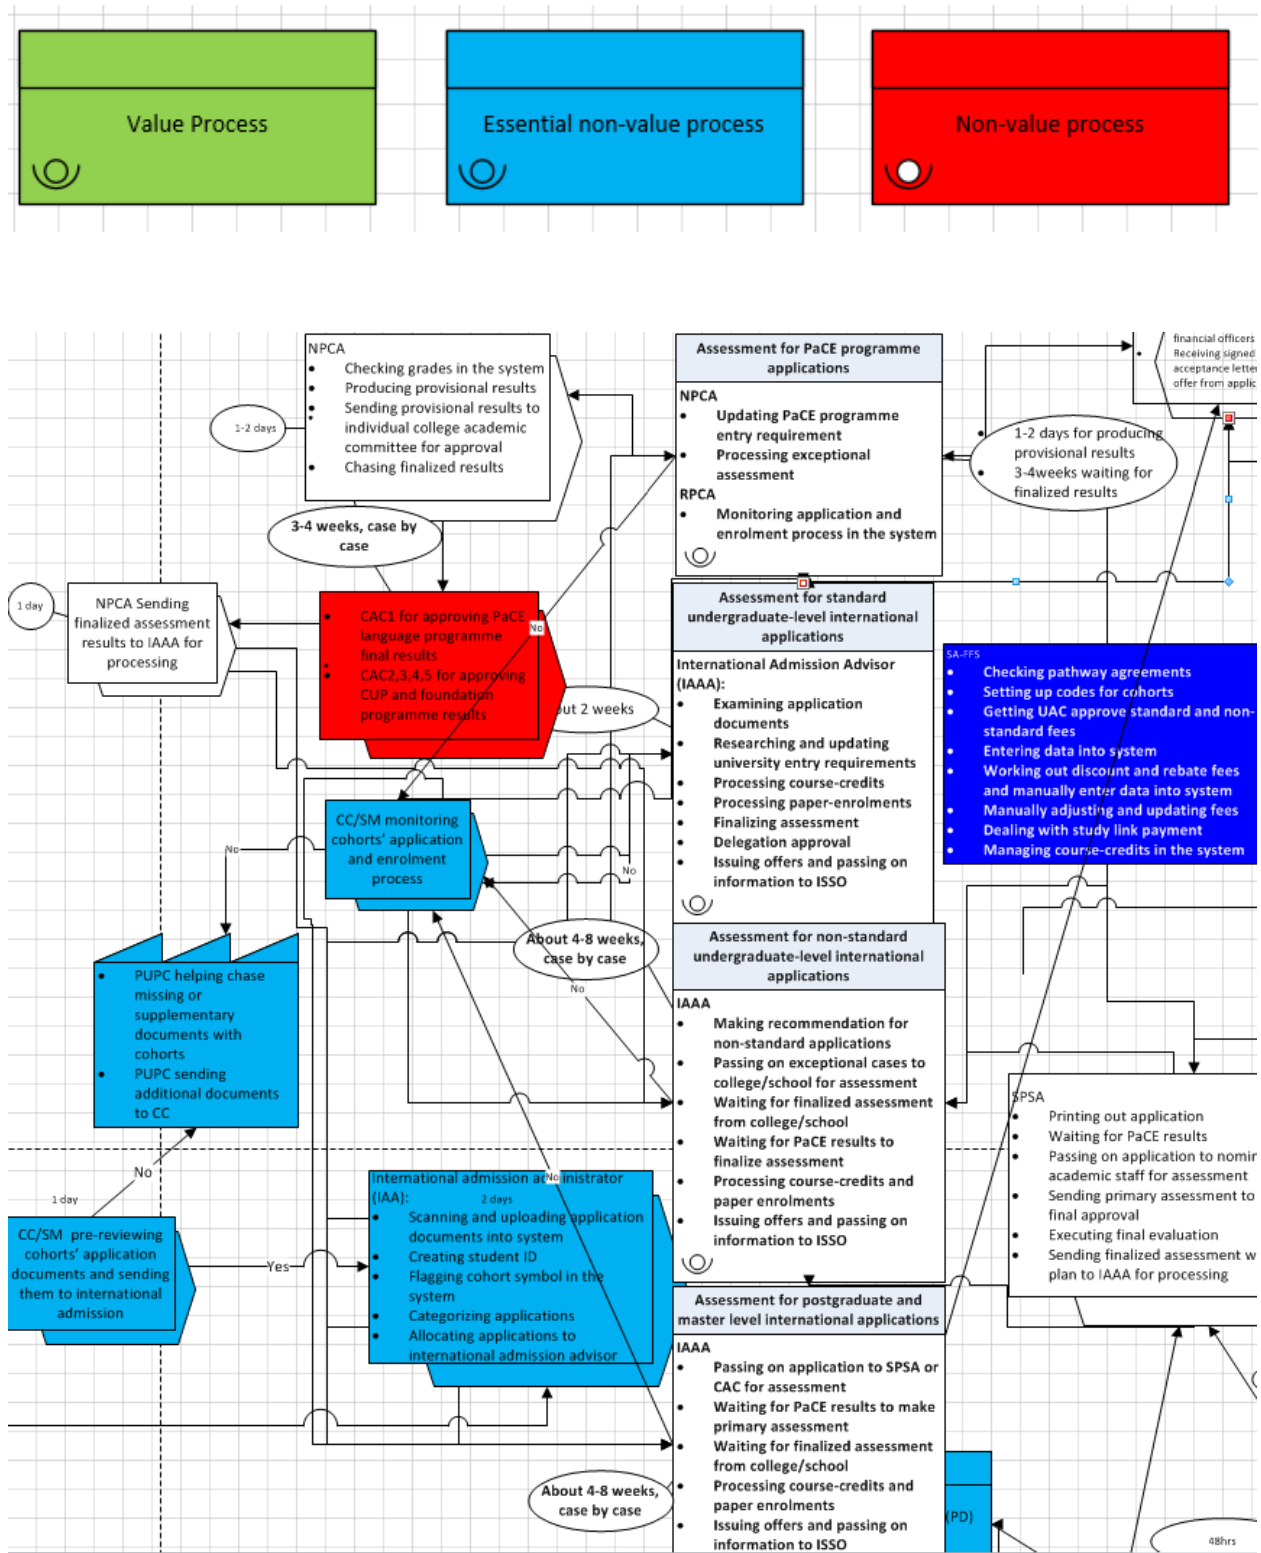 Value Process
Essential non-value process
Non-value process
NPCA
• Checking grades in the system
• Producing provisional results
• Sending provisional results to
individual college academic
committee for approval
• Chasing finalized results
1-2 days
3-4 weeks, case by
case
Assessment for PaCE programme
applications
NPCA
• Updating PaCE programme
entry requirement
• Processing exceptional
assessment
RPCA
• Monitoring application and
enrolment process in the system
financial officers
• Receiving signed
acceptance
offer from
• 1-2 days for producing
provisional results
• 3-4weeks waiting for
finalized results
1 day
NPCA Sending
finalized assessment
results to IAAA for
processing
• CAC1 for approving PaCE
language programme
final results
• CAC2,3,4,5 for approving
CUP and foundation
programme results
No
2 weeks
Assessment for standard
undergraduate-level international
applications
International Admission Advisor
(IAAA):
• Examining application
documents
• Researching and updating
university entry requirements
• Processing course-credits
• Processing paper-enrolments
• Finalizing assessment
• Delegation approval
• Issuing offers and passing on
information to ISSO
SA-FFS
• Checking pathway agreements
• Setting up codes for cohorts
• Getting UAC approve standard and non-
standard fees
• Entering data into system
• Working out discount and rebate fees
and manually enter data into system
• Manually adjusting and updating fees
• Dealing with study link payment
• Managing course-credits in the system
CC/SM monitoring
cohorts' application
and enrolment
process
No
No
About 4-8 weeks,
case by case
No
• PUPC helping chase
missing or
supplementary
documents with
cohorts
• PUPC sending
additional documents
to CC
Assessment for non-standard
undergraduate-level international
applications
IAAA
• Making recommendation for
non-standard applications
• Passing on exceptional cases to
college/school for assessment
• Waiting for finalized assessment
from college/school
• Waiting for PaCE results to
finalize assessment
• Processing course-credits and
paper enrolments
• Issuing offers and passing on
information to ISSO
SPSA
• Printing out application
• Waiting for PaCE results
• Passing on application to
academic staff for assessment
• Sending primary assessment to
final approval
• Executing final evaluation
• Sending finalized assessment
plan to IAAA for processing
No
1 day
CC/SM pre-reviewing
cohorts' application
documents and sending
them to international
admission
Yes
No
International admission administrator
(IAA): 2 days
• Scanning and uploading application
documents into system
• Creating student ID
• Flagging cohort symbol in the
system
• Categorizing applications
• Allocating applications to
international admission advisor
Assessment for postgraduate and
master level international applications
IAAA
• Passing on application to SPSA or
CAC for assessment
• Waiting for PaCE results to make
primary assessment
• Waiting for finalized assessment
from college/school
• Processing course-credits and
paper enrolments
• Issuing offers and passing on
information to ISSO
About 4-8 weeks,
case by case
(PD)
48hrs